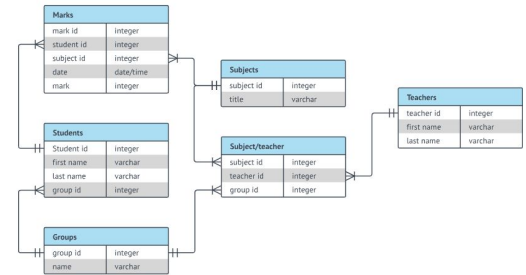 Marks
mark id integer
student id integer
subject id integer
date date/time
mark integer
Subjects
subject id integer
title varchar
Teachers
teacher id integer
first name varchar
last name varchar
Students
Student id integer
first name varchar
last name varchar
group id integer
Subject/teacher
subject id integer
teacher id integer
group id integer
Groups
group id integer
name varchar